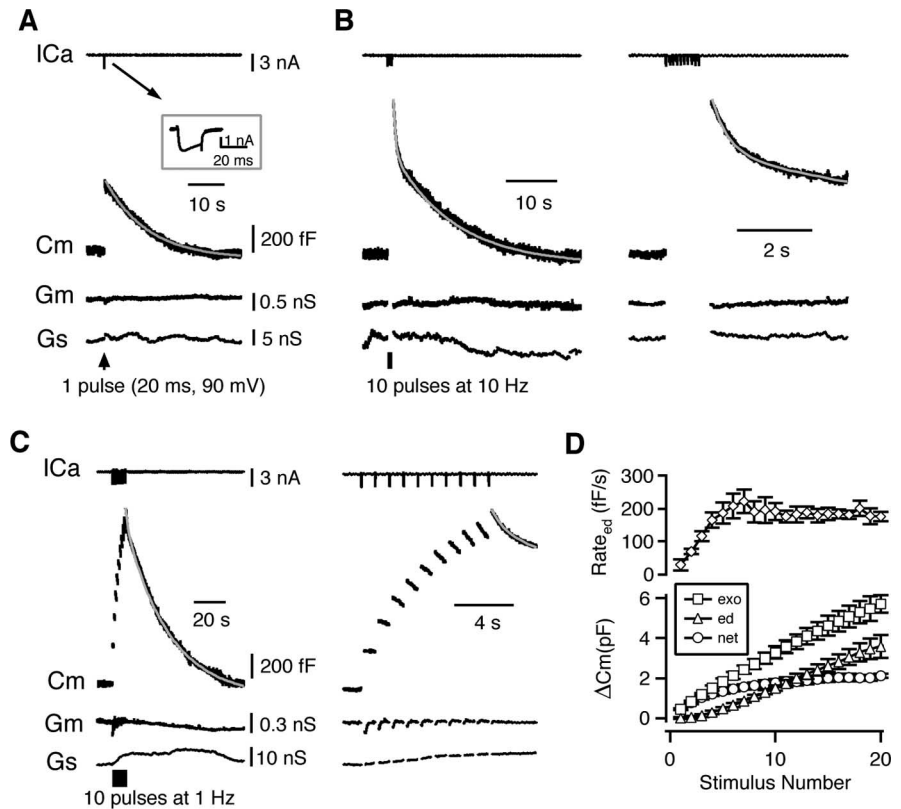 A
ICa
3 nA
1 nA
20 ms
10 s
Cm
200 fF
Gm
0.5 nS
Gs
5 nS
1 pulse (20 ms, 90 mV)
B
10 s
2 s
10 pulses at 10 Hz
C
ICa
3 nA
20 s
4 s
Cm
200 fF
Gm
0.3 nS
Gs
10 nS
10 pulses at 1 Hz
D
Rate_ed (fF/s)
300
200
100
0
ΔCm(pF)
6
4
2
0
exo
ed
net
0 10 20
Stimulus Number